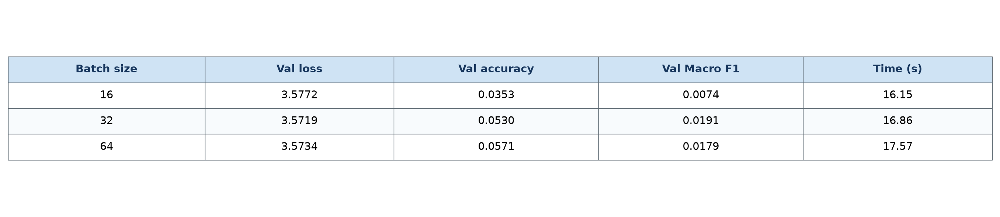 Batch size Val loss Val accuracy Val Macro F1 Time (s)
16 3.5772 0.0353 0.0074 16.15
32 3.5719 0.0530 0.0191 16.86
64 3.5734 0.0571 0.0179 17.57